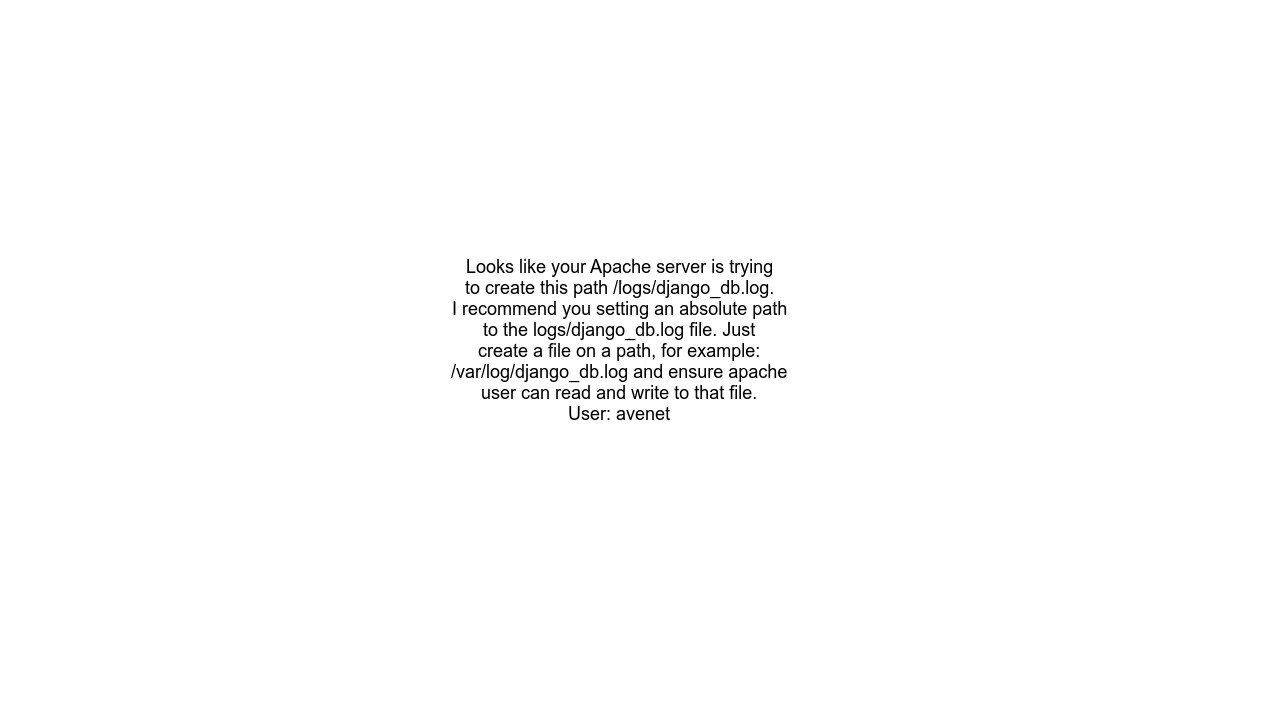 Looks like your Apache server is trying
to create this path /logs/django_db.log.
I recommend you setting an absolute path
to the logs/django_db.log file. Just
create a file on a path, for example:
/var/log/django_db.log and ensure apache
user can read and write to that file.
User: avenet